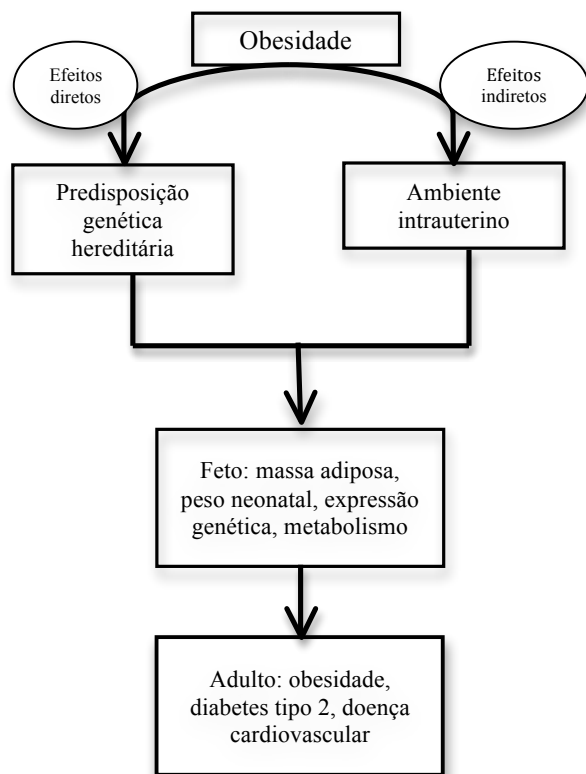 Obesidade
Efeitos
diretos
Efeitos
indiretos
Predisposição
genética
hereditária
Ambiente
intrauterino
Feto: massa adiposa,
peso neonatal, expressão
genética, metabolismo
Adulto: obesidade,
diabetes tipo 2, doença
cardiovascular